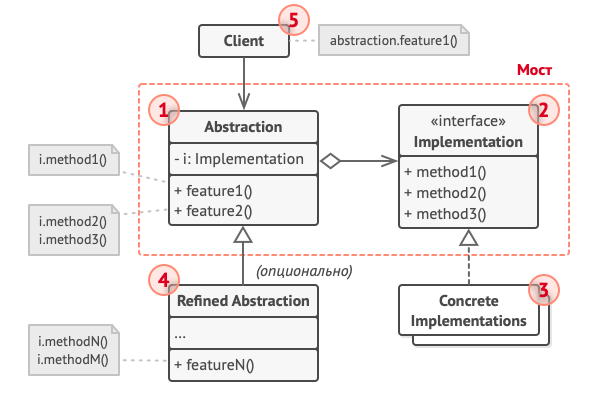 5
Client
abstraction.feature1()
Мост
1
Abstraction
- i: Implementation
+ feature1()
+ feature2()
2
«interface»
Implementation
+ method1()
+ method2()
+ method3()
i.method1()
i.method2()
i.method3()
(опционально)
4
Refined Abstraction
...
+ featureN()
3
Concrete
Implementations
i.methodN()
i.methodM()